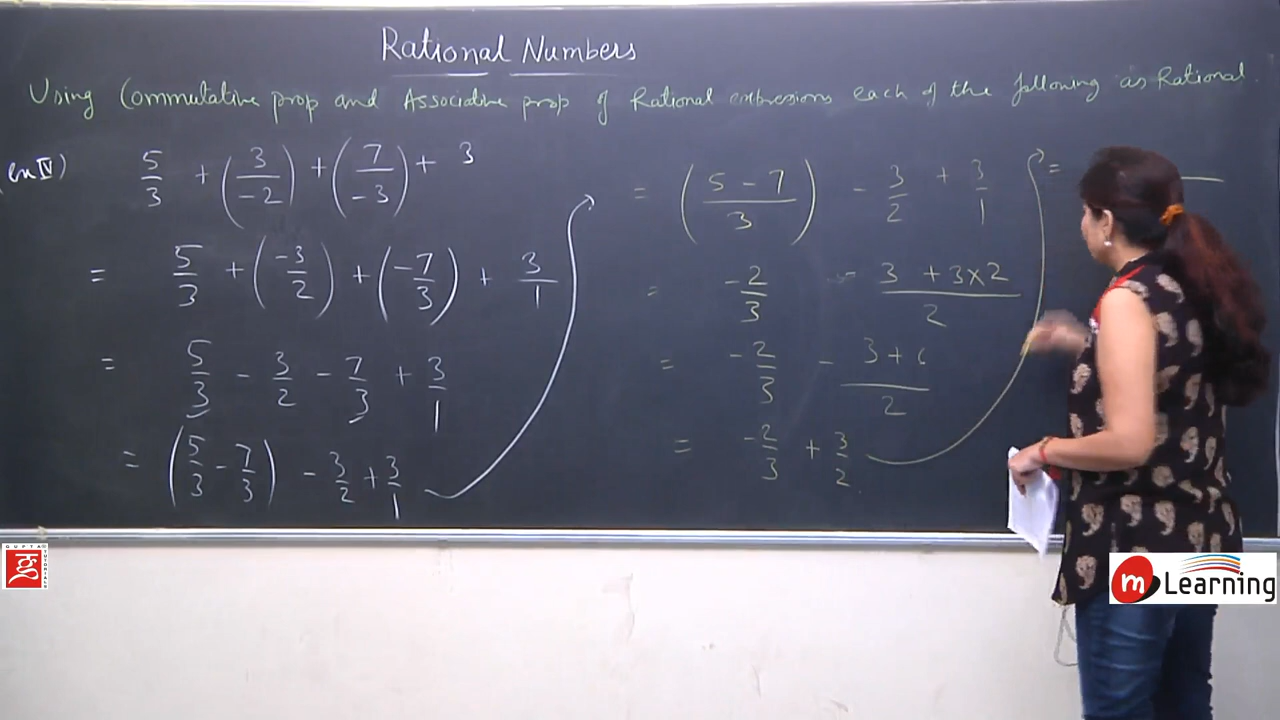 Rational Numbers
Using Commutative prop and Associative prop of Rational expressions each of the following as Rational.
5/3 + (3/-2) + (7/-3) + 3
= 5/3 + (-3/2) + (-7/3) + 3/1
= 5/3 - 3/2 - 7/3 + 3/1
= (5/3 - 7/3) - 3/2 + 3/1
= ((5 - 7)/3) - 3/2 + 3/1
= -2/3 - (3 + 3×2)/2
= -2/3 - (3 + 6)/2
= -2/3 + 3/2
=
GUPTA TUTORIALS
m Learning